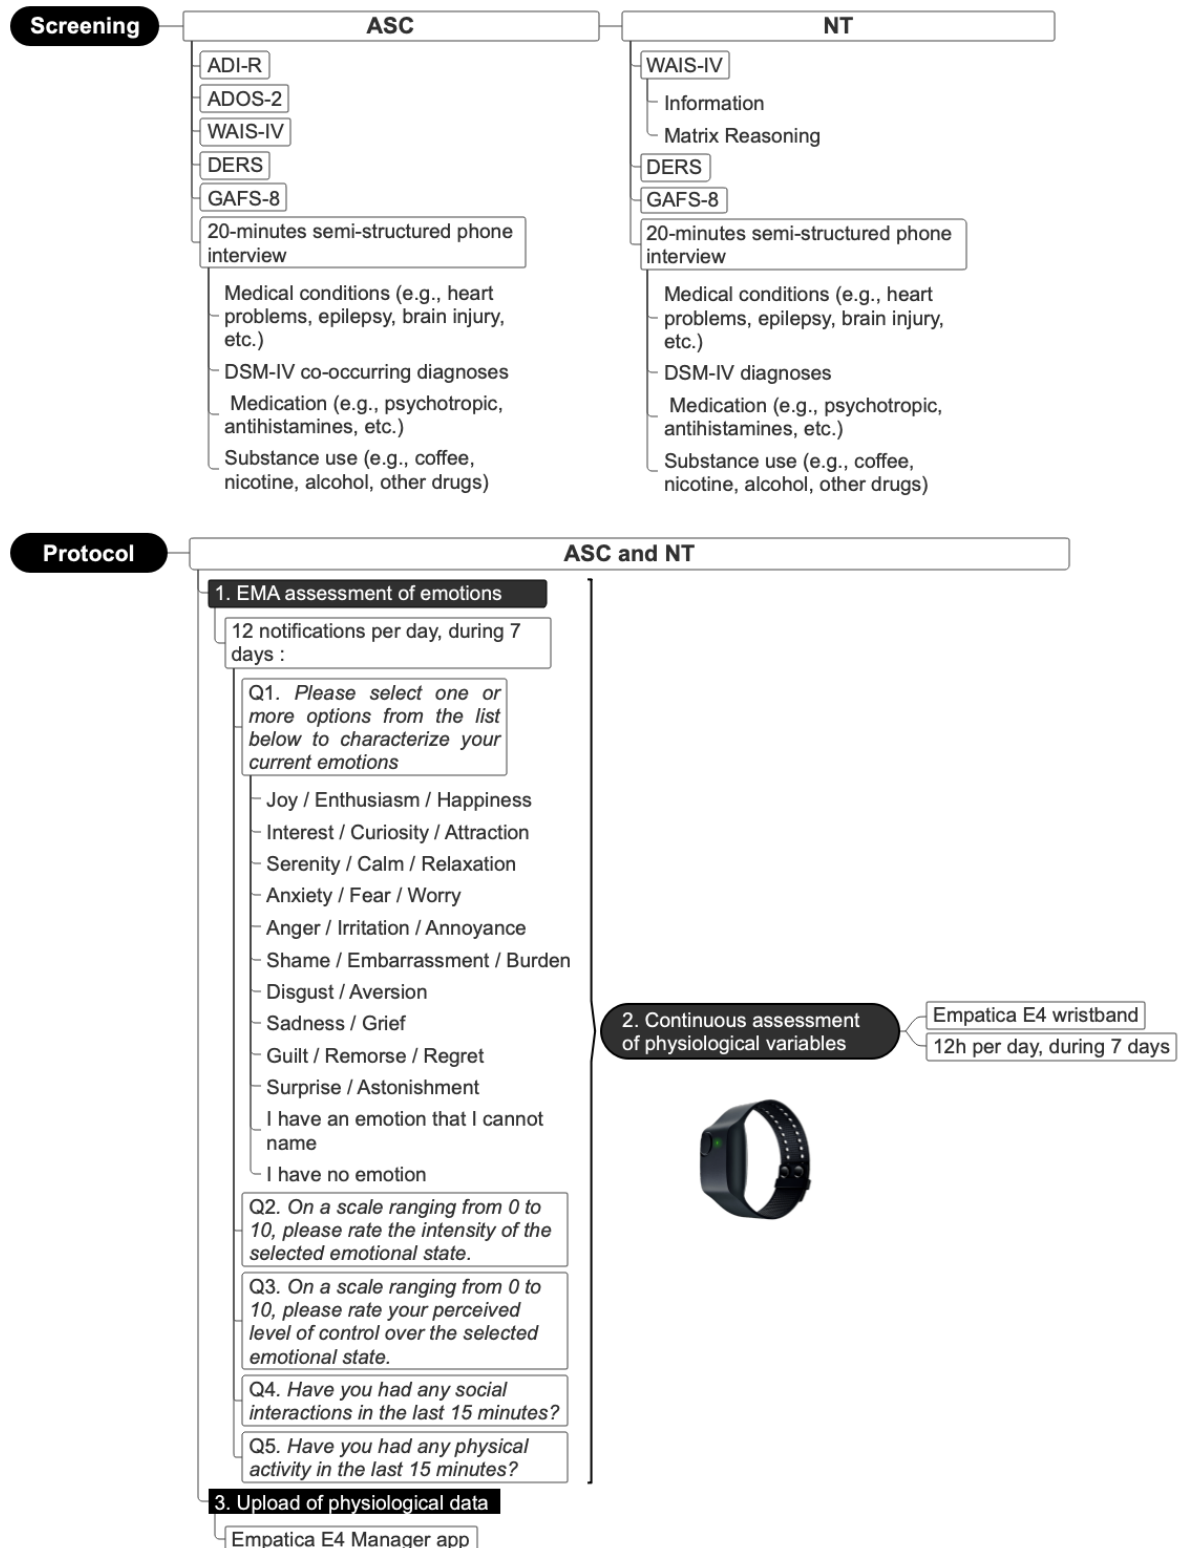 Screening
ASC
ADI-R
ADOS-2
WAIS-IV
DERS
GAFS-8
20-minutes semi-structured phone
interview
Medical conditions (e.g., heart
problems, epilepsy, brain injury,
etc.)
DSM-IV co-occurring diagnoses
Medication (e.g., psychotropic,
antihistamines, etc.)
Substance use (e.g., coffee,
nicotine, alcohol, other drugs)
NT
WAIS-IV
Information
Matrix Reasoning
DERS
GAFS-8
20-minutes semi-structured phone
interview
Medical conditions (e.g., heart
problems, epilepsy, brain injury,
etc.)
DSM-IV diagnoses
Medication (e.g., psychotropic,
antihistamines, etc.)
Substance use (e.g., coffee,
nicotine, alcohol, other drugs)
Protocol
ASC and NT
1. EMA assessment of emotions
12 notifications per day, during 7
days :
Q1. Please select one or
more options from the list
below to characterize your
current emotions
Joy / Enthusiasm / Happiness
Interest / Curiosity / Attraction
Serenity / Calm / Relaxation
Anxiety / Fear / Worry
Anger / Irritation / Annoyance
Shame / Embarrassment / Burden
Disgust / Aversion
Sadness / Grief
Guilt / Remorse / Regret
Surprise / Astonishment
I have an emotion that I cannot
name
I have no emotion
Q2. On a scale ranging from 0 to
10, please rate the intensity of the
selected emotional state.
Q3. On a scale ranging from 0 to
10, please rate your perceived
level of control over the selected
emotional state.
Q4. Have you had any social
interactions in the last 15 minutes?
Q5. Have you had any physical
activity in the last 15 minutes?
2. Continuous assessment
of physiological variables
Empatica E4 wristband
12h per day, during 7 days
3. Upload of physiological data
Empatica E4 Manager app